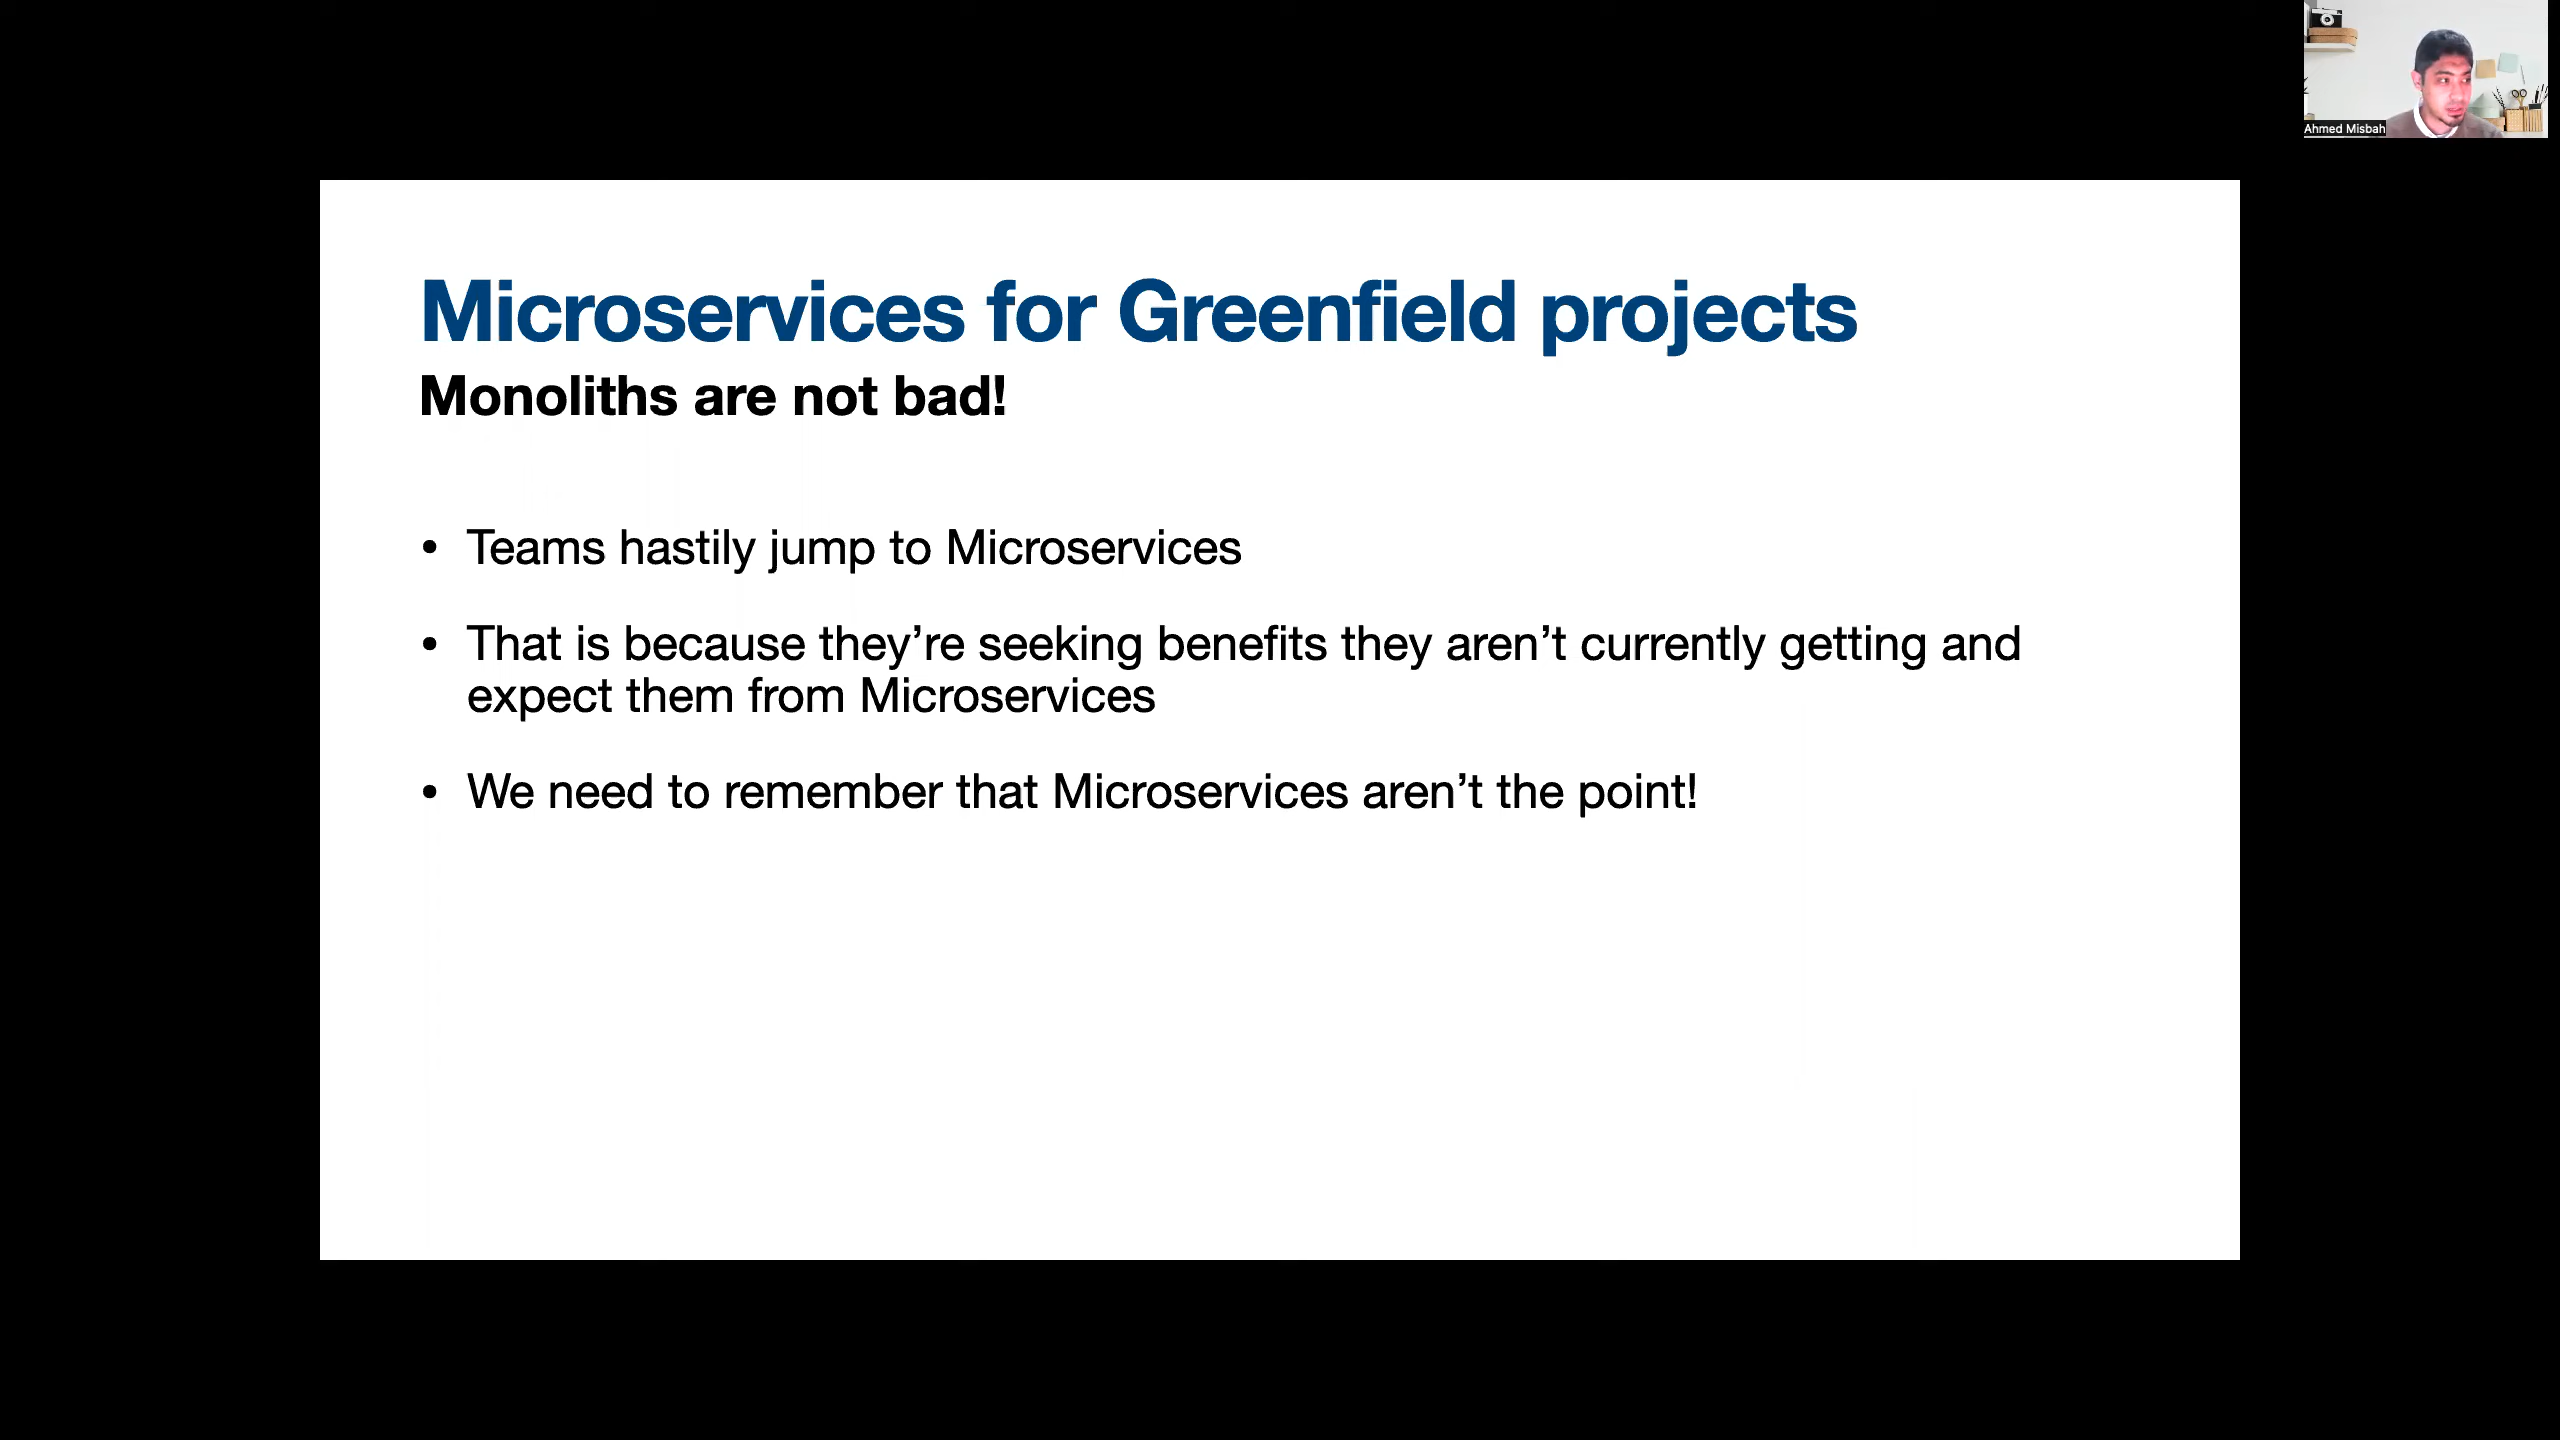 Ahmed Misbah
Microservices for Greenfield projects
Monoliths are not bad!
• Teams hastily jump to Microservices
• That is because they’re seeking benefits they aren’t currently getting and
expect them from Microservices
• We need to remember that Microservices aren’t the point!